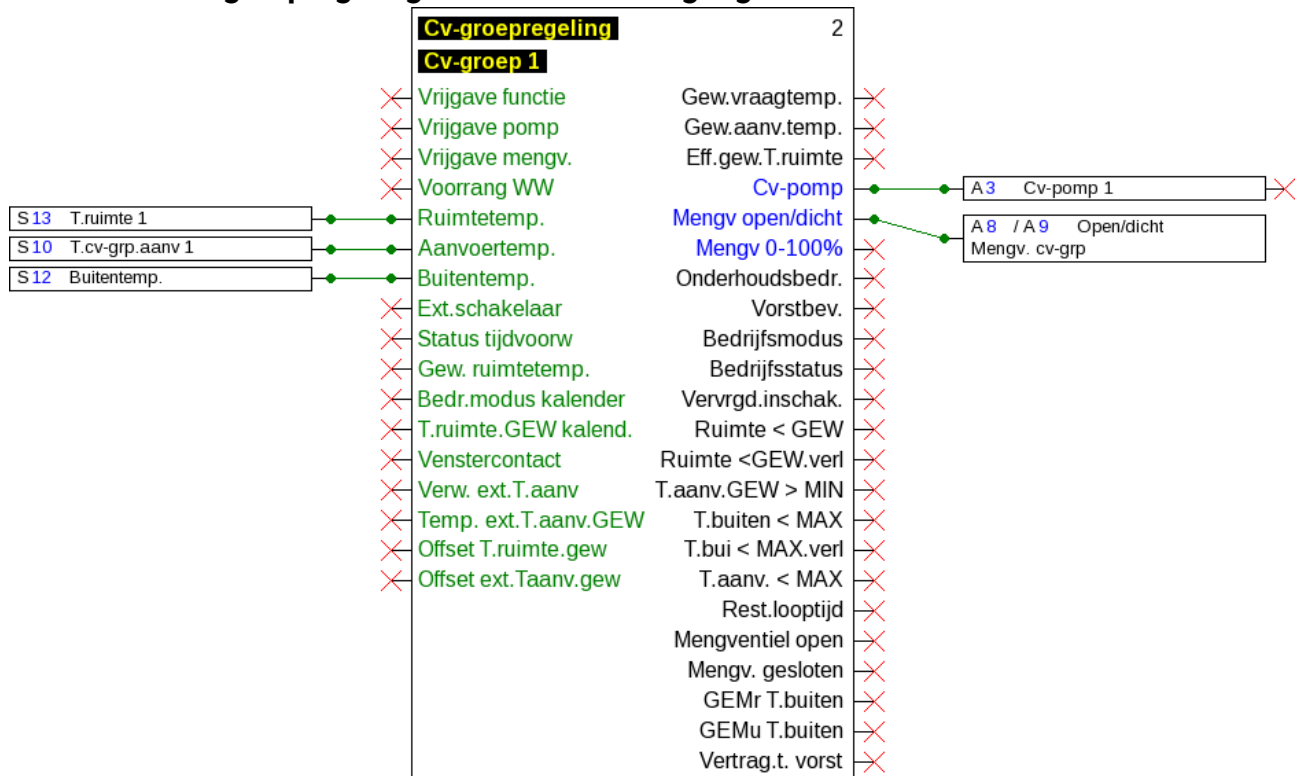 Cv-groepregeling 2
Cv-groep 1
Vrijgave functie Gew.vraagtemp.
Vrijgave pomp Gew.aanv.temp.
Vrijgave mengv. Eff.gew.T.ruimte
Voorrang WW Cv-pomp A3 Cv-pomp 1
S13 T.ruimte 1 Ruimtetemp. Mengv open/dicht A8 / A9 Open/dicht
Mengv. cv-grp
S10 T.cv-grp.aanv 1 Aanvoertemp. Mengv 0-100%
S12 Buitentemp. Buitentemp. Onderhoudsbedr.
Ext.schakelaar Vorstbev.
Status tijdvoorw Bedrijfsmodus
Gew. ruimtetemp. Bedrijfsstatus
Bedr.modus kalender Vervrgd.inschak.
T.ruimte.GEW kalend. Ruimte < GEW
Venstercontact Ruimte <GEW.verl
Verw. ext.T.aanv T.aanv.GEW > MIN
Temp. ext.T.aanv.GEW T.buiten < MAX
Offset T.ruimte.gew T.bui < MAX.verl
Offset ext.Taanv.gew T.aanv. < MAX
Rest.looptijd
Mengventiel open
Mengv. gesloten
GEMr T.buiten
GEMu T.buiten
Vertrag.t. vorst